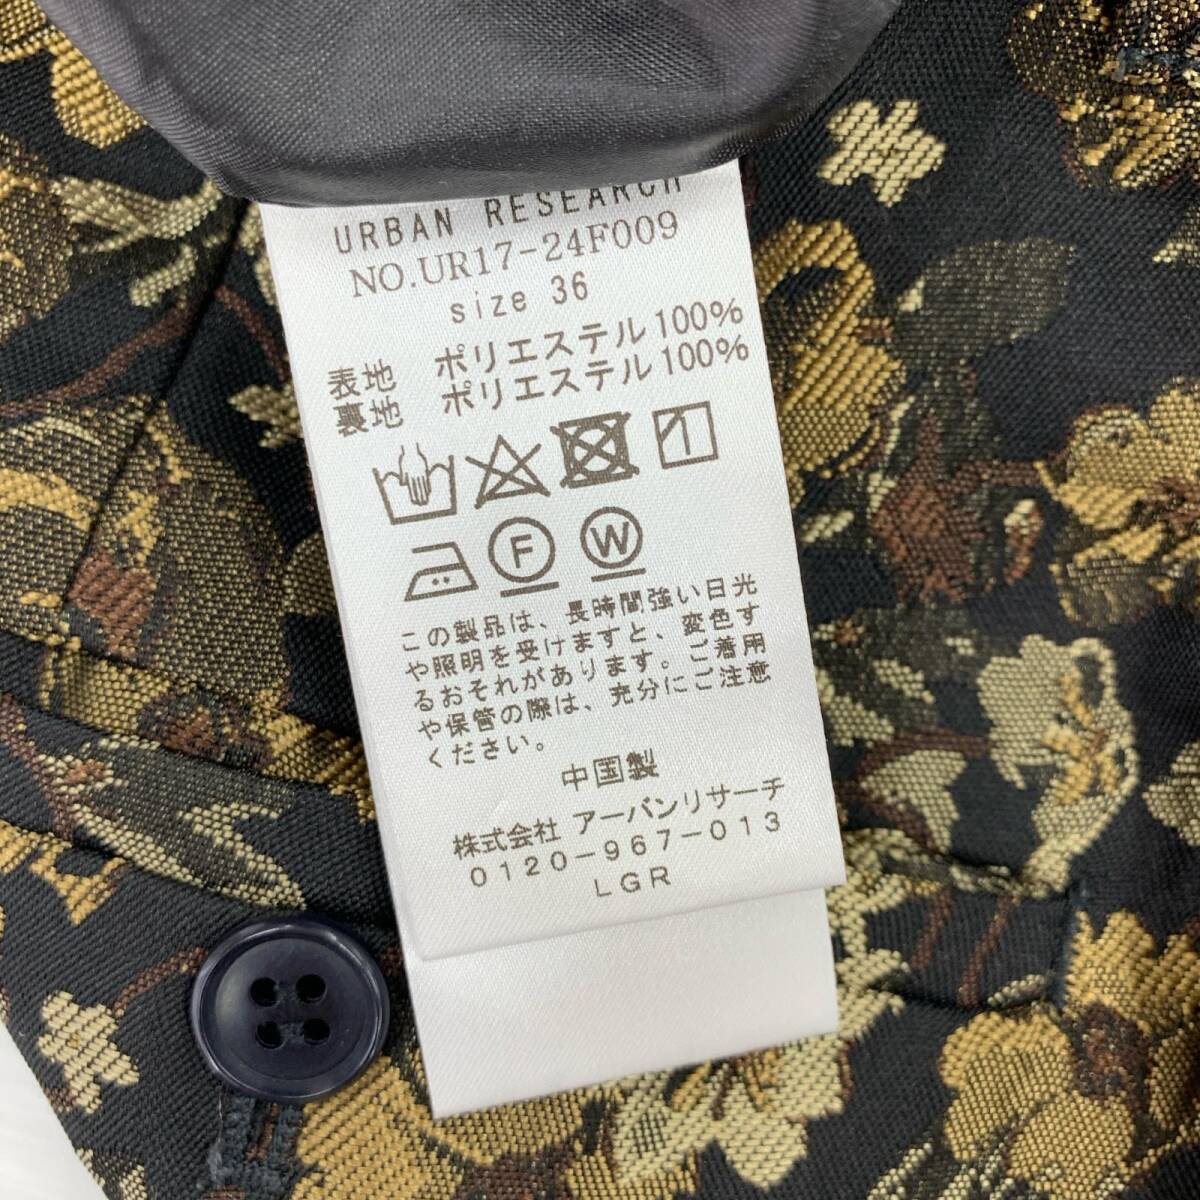 URBAN RESEARCH
NO.UR17-24F009
size 36
表地 ポリエステル100%
裏地 ポリエステル100%
F W
この製品は、長時間強い日光
や照明を受けますと、変色す
るおそれがあります。ご着用
や保管の際は、充分にご注意
ください。
中国製
株式会社 アーバンリサーチ
0120-967-013
LGR